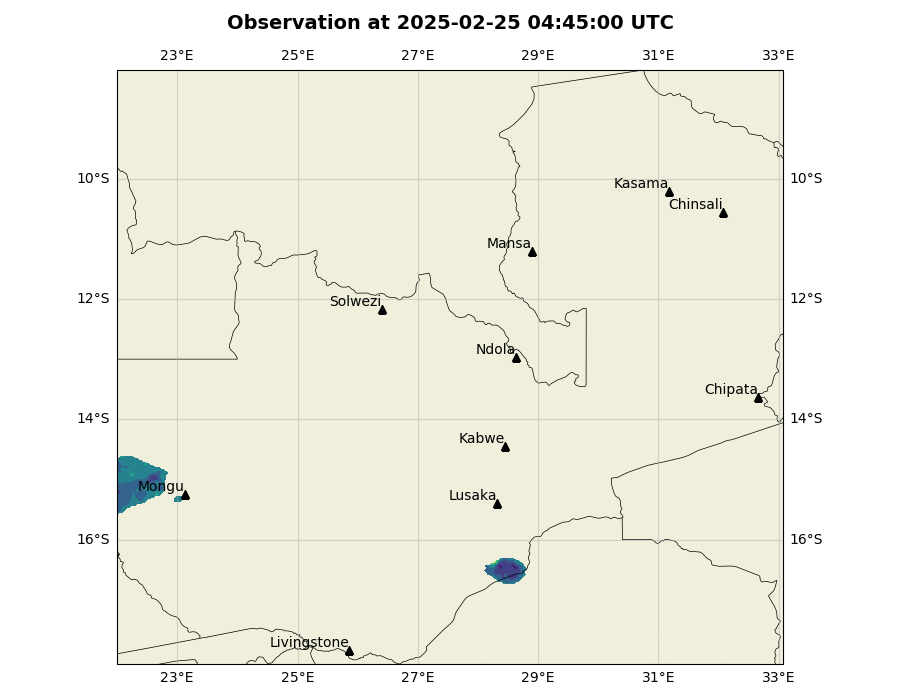 Observation at 2025-02-25 04:45:00 UTC
23°E 25°E 27°E 29°E 31°E 33°E
10°S 10°S
Kasama
Chinsali
Mansa
12°S 12°S
Solwezi
Ndola
Chipata
14°S 14°S
Kabwe
Mongu
Lusaka
16°S 16°S
Livingstone
23°E 25°E 27°E 29°E 31°E 33°E